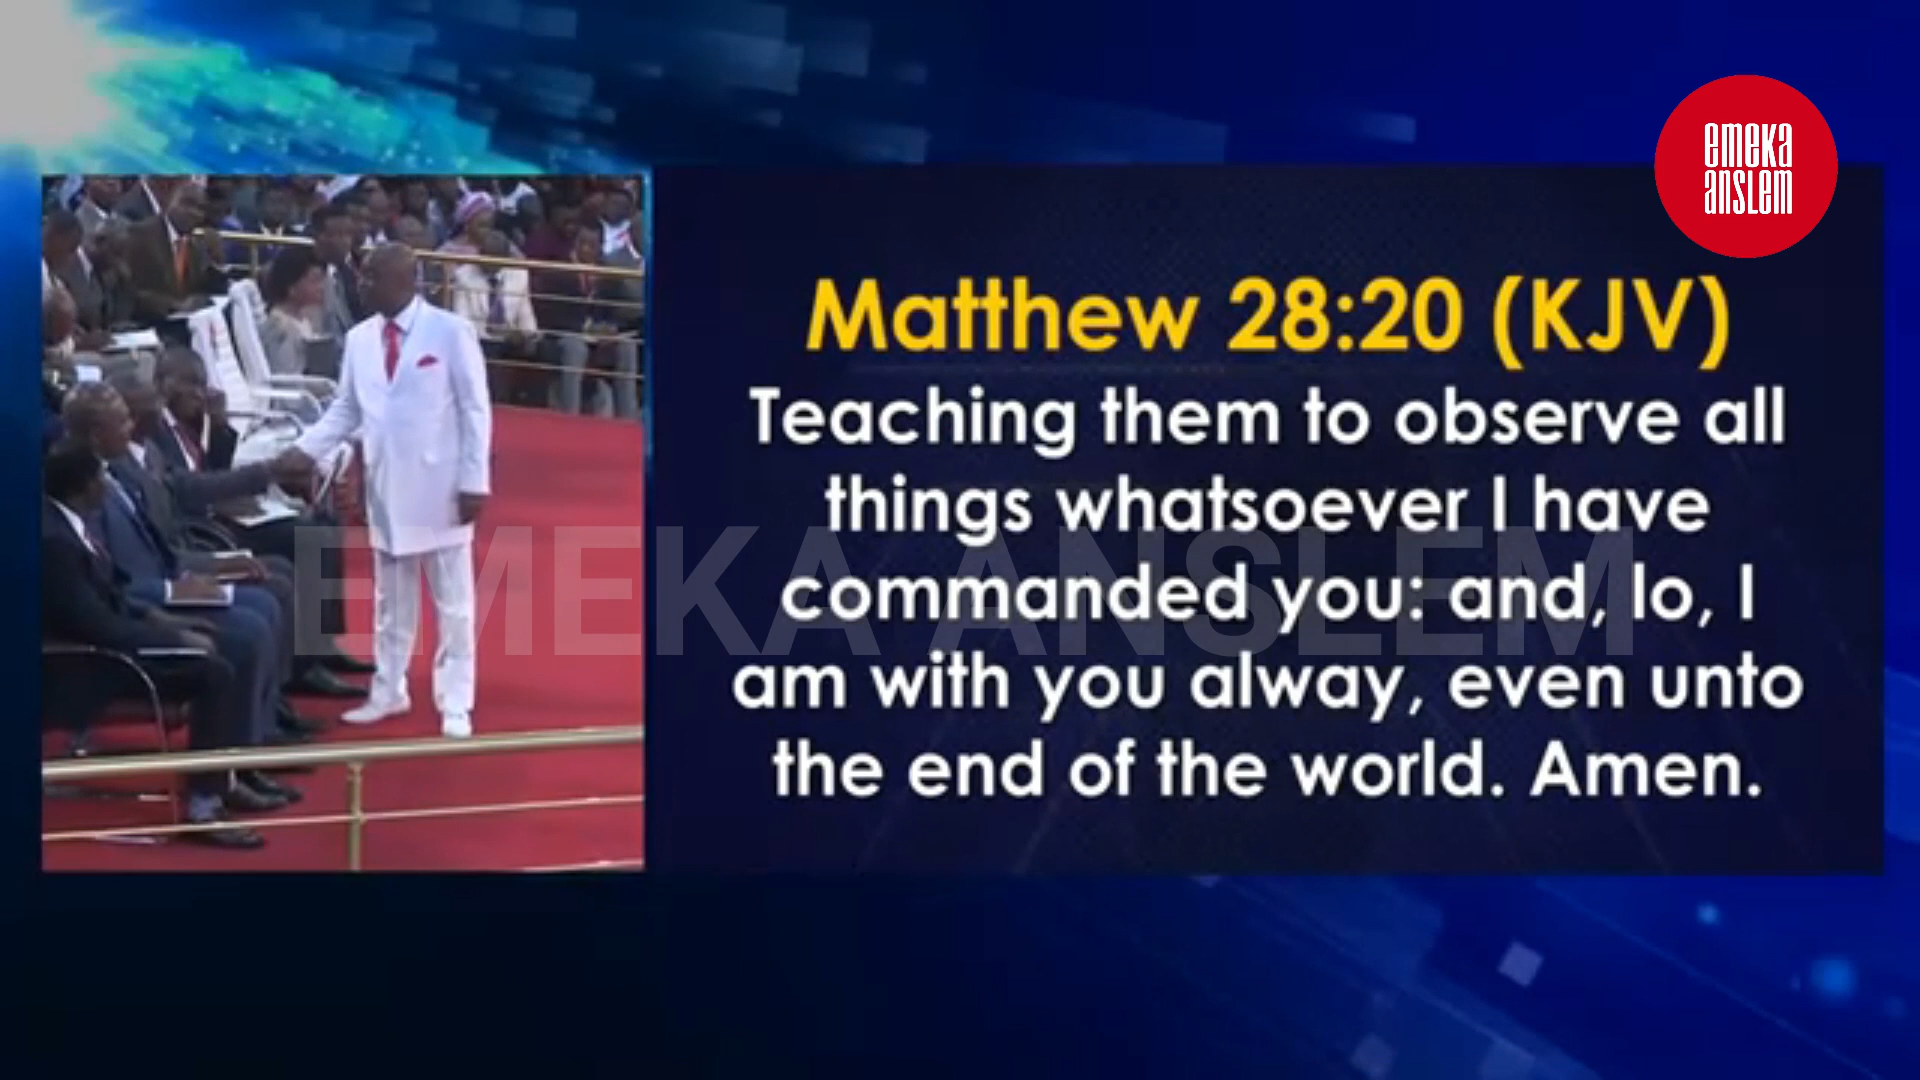 emeka
anslem
Matthew 28:20 (KJV)
Teaching them to observe all
things whatsoever I have
commanded you: and, lo, I
am with you alway, even unto
the end of the world. Amen.
EMEKA ANSLEM